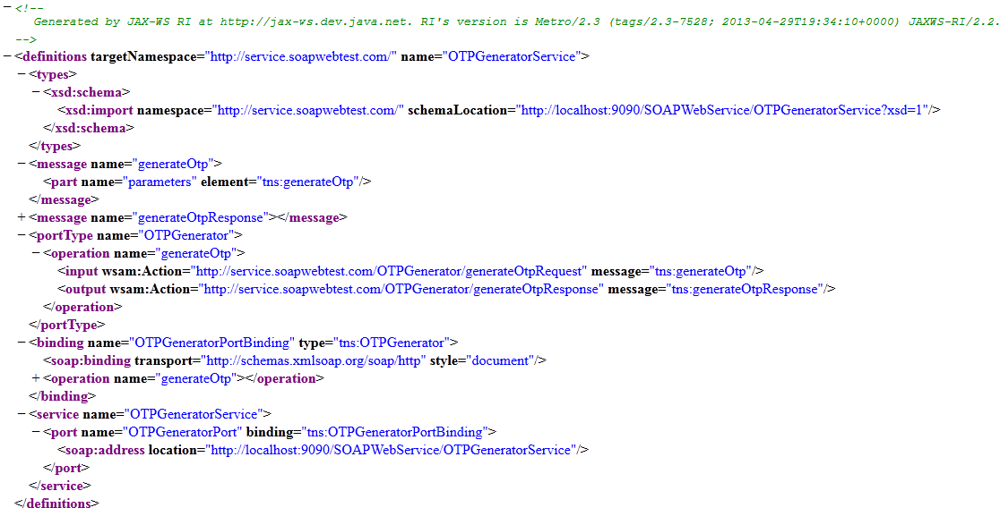 − <!--
Generated by JAX-WS RI at http://jax-ws.dev.java.net. RI's version is Metro/2.3 (tags/2.3-7528; 2013-04-29T19:34:10+0000) JAXWS-RI/2.2.
-->
− <definitions targetNamespace="http://service.soapwebtest.com/" name="OTPGeneratorService">
− <types>
− <xsd:schema>
<xsd:import namespace="http://service.soapwebtest.com/" schemaLocation="http://localhost:9090/SOAPWebService/OTPGeneratorService?xsd=1"/>
</xsd:schema>
</types>
− <message name="generateOtp">
<part name="parameters" element="tns:generateOtp"/>
</message>
+ <message name="generateOtpResponse"></message>
− <portType name="OTPGenerator">
− <operation name="generateOtp">
<input wsam:Action="http://service.soapwebtest.com/OTPGenerator/generateOtpRequest" message="tns:generateOtp"/>
<output wsam:Action="http://service.soapwebtest.com/OTPGenerator/generateOtpResponse" message="tns:generateOtpResponse"/>
</operation>
</portType>
− <binding name="OTPGeneratorPortBinding" type="tns:OTPGenerator">
<soap:binding transport="http://schemas.xmlsoap.org/soap/http" style="document"/>
+ <operation name="generateOtp"></operation>
</binding>
− <service name="OTPGeneratorService">
− <port name="OTPGeneratorPort" binding="tns:OTPGeneratorPortBinding">
<soap:address location="http://localhost:9090/SOAPWebService/OTPGeneratorService"/>
</port>
</service>
</definitions>